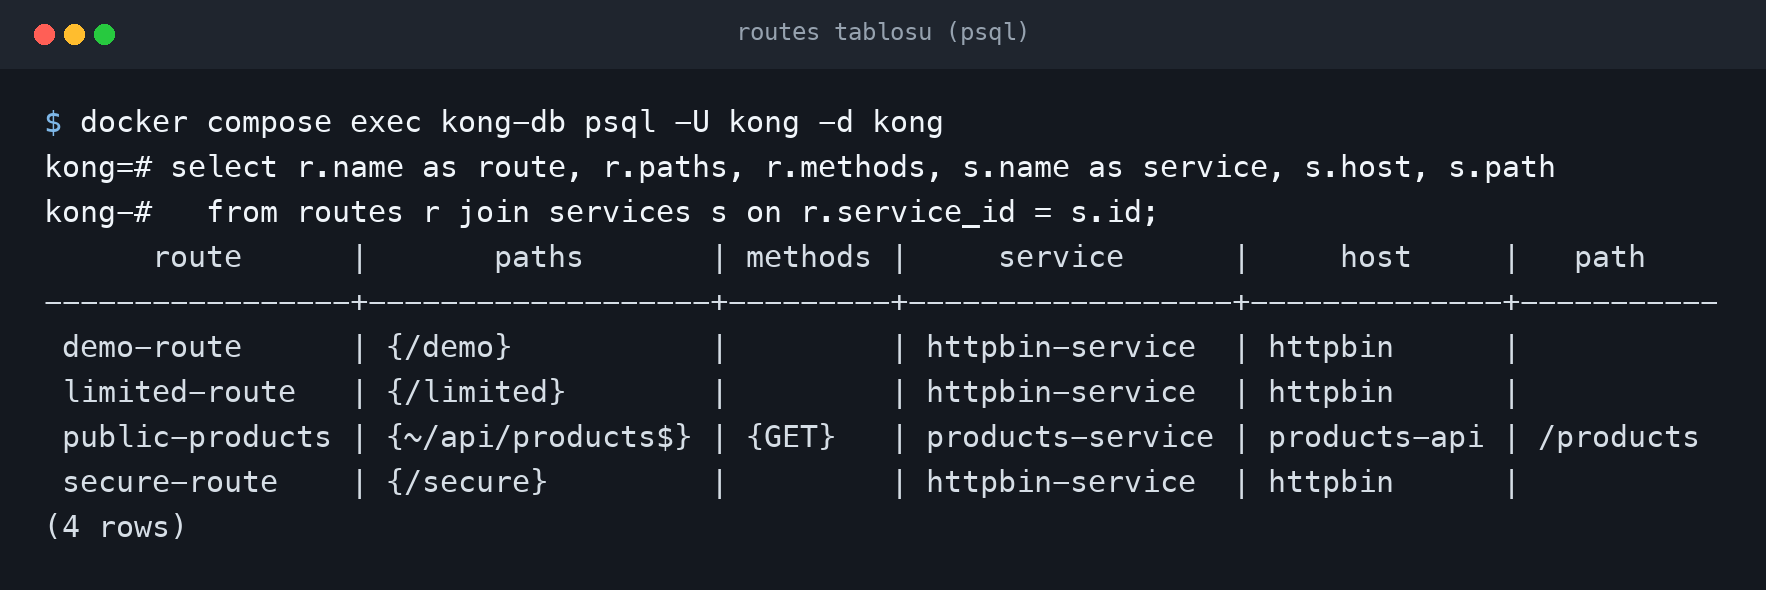 routes tablosu (psql)
$ docker compose exec kong-db psql -U kong -d kong
kong=# select r.name as route, r.paths, r.methods, s.name as service, s.host, s.path
kong-#   from routes r join services s on r.service_id = s.id;
      route      |       paths       | methods |     service      |     host     |   path
-----------------+-------------------+---------+------------------+--------------+-----------
 demo-route      | {/demo}           |         | httpbin-service  | httpbin      |
 limited-route   | {/limited}        |         | httpbin-service  | httpbin      |
 public-products | {~/api/products$} | {GET}   | products-service | products-api | /products
 secure-route    | {/secure}         |         | httpbin-service  | httpbin      |
(4 rows)